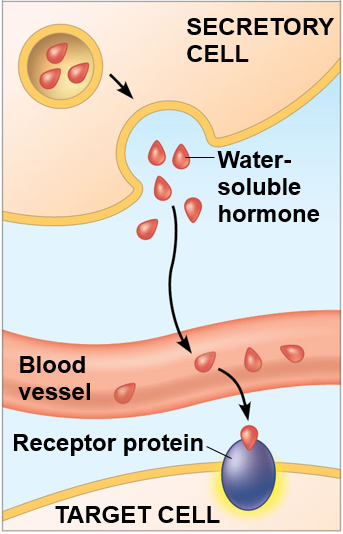 SECRETORY
CELL
Water-
soluble
hormone
Blood
vessel
Receptor protein
TARGET CELL